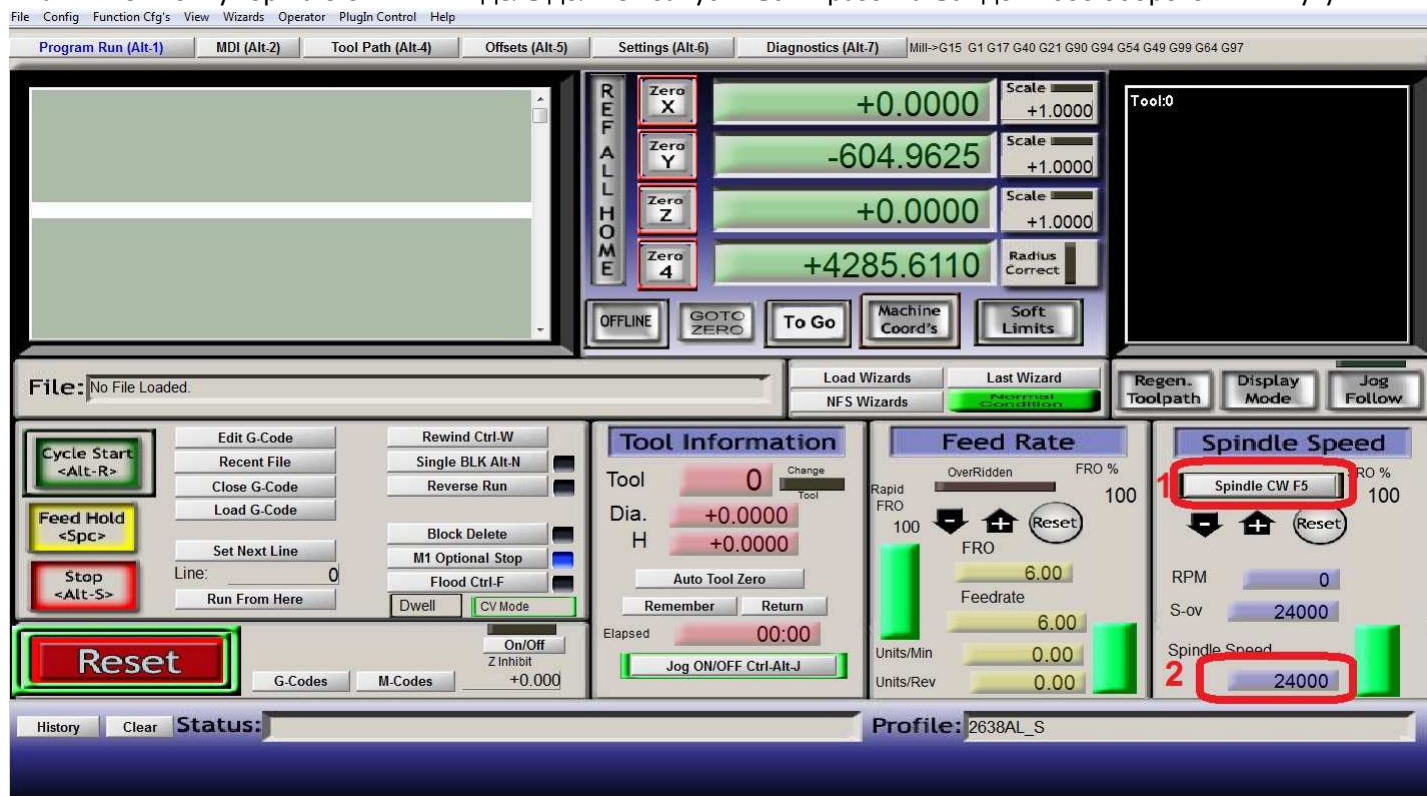 File Config Function Cfg's View Wizards Operator PlugIn Control Help
Program Run (Alt-1) MDI (Alt-2) Tool Path (Alt-4) Offsets (Alt-5) Settings (Alt-6) Diagnostics (Alt-7) Mill->G15 G1 G17 G40 G21 G90 G94 G54 G49 G99 G64 G97
REF ALL HOME
Zero X +0.0000 Scale +1.0000
Zero Y -604.9625 Scale +1.0000
Zero Z +0.0000 Scale +1.0000
Zero 4 +4285.6110 Radius Correct
OFFLINE GOTO ZERO To Go Machine Coord's Soft Limits
Tool:0
File: No File Loaded.
Load Wizards Last Wizard
NFS Wizards Normal Condition
Regen. Toolpath Display Mode Jog Follow
Cycle Start <Alt-R>
Feed Hold <Spc>
Stop <Alt-S>
Edit G-Code
Recent File
Close G-Code
Load G-Code
Set Next Line
Line: 0
Run From Here
Rewind Ctrl-W
Single BLK Alt-N
Reverse Run
Block Delete
M1 Optional Stop
Flood Ctrl-F
Dwell CV Mode
Reset
G-Codes M-Codes
On/Off
Z Inhibit
+0.000
Tool Information
Tool 0 Change Tool
Dia. +0.0000
H +0.0000
Auto Tool Zero
Remember Return
Elapsed 00:00
Jog ON/OFF Ctrl-Alt-J
Feed Rate
OverRidden FRO %
100
Rapid FRO
100
Reset
FRO
6.00
Feedrate
6.00
Units/Min 0.00
Units/Rev 0.00
Spindle Speed
1 Spindle CW F5 RO %
100
Reset
RPM 0
S-ov 24000
Spindle Speed
2 24000
History Clear Status:
Profile: 2638AL_S